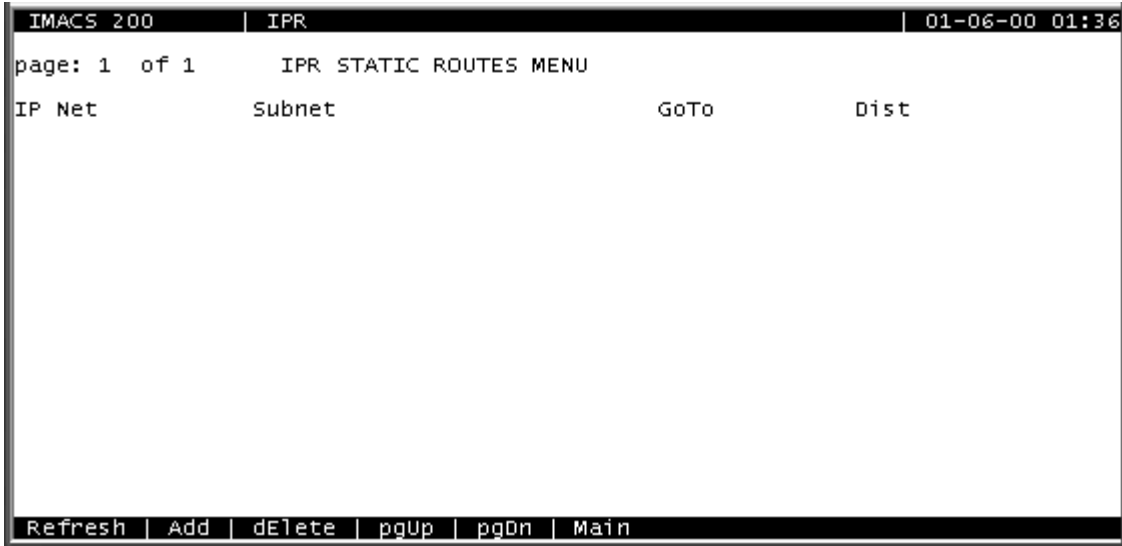 IMACS 200 | IPR | 01-06-00 01:36
page: 1 of 1 IPR STATIC ROUTES MENU
IP Net Subnet GoTo Dist
Refresh | Add | dElete | pgUp | pgDn | Main